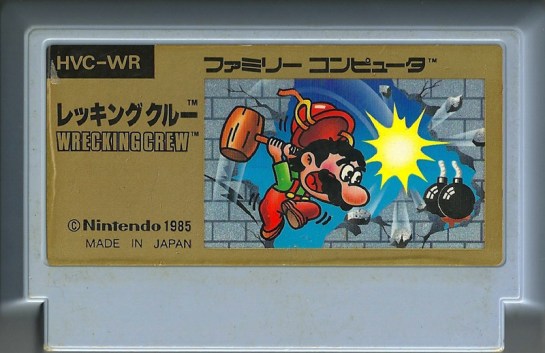 HVC-WR
ファミリー コンピュータ™
レッキングクルー™
WRECKING CREW™
©Nintendo 1985
MADE IN JAPAN